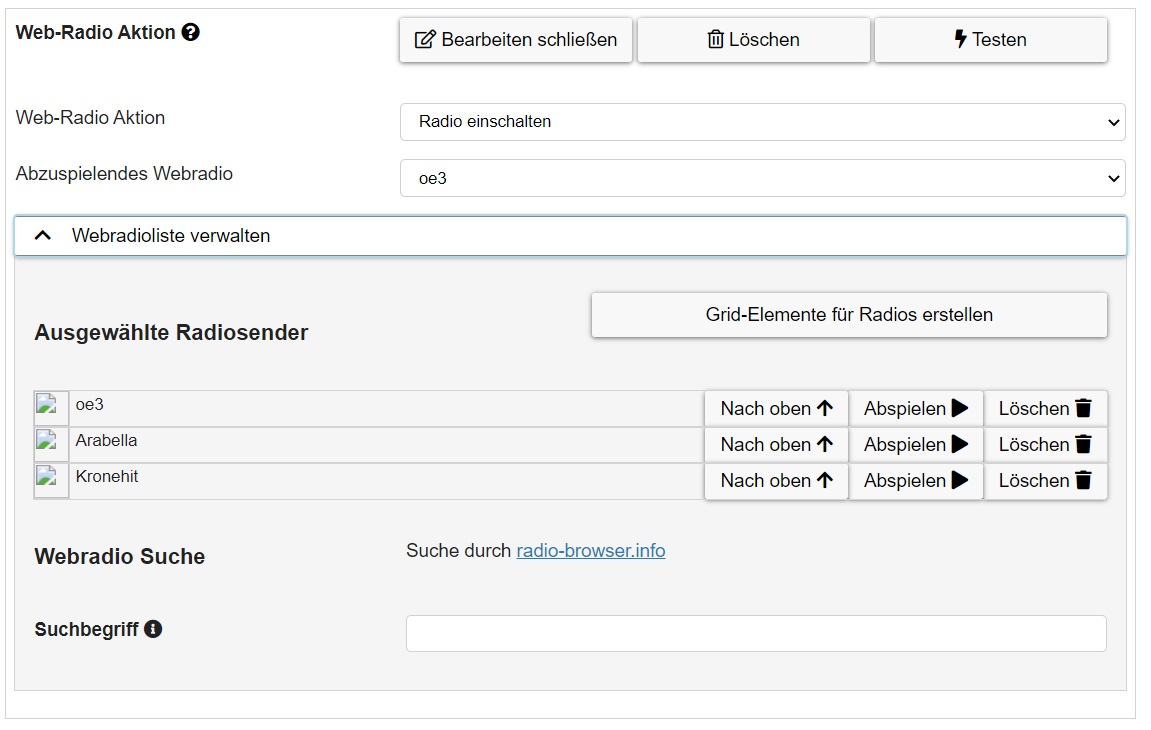 Web-Radio Aktion
Bearbeiten schließen
Löschen
Testen
Web-Radio Aktion
Radio einschalten
Abzuspielendes Webradio
oe3
Webradioliste verwalten
Ausgewählte Radiosender
Grid-Elemente für Radios erstellen
oe3 Nach oben Abspielen Löschen
Arabella Nach oben Abspielen Löschen
Kronehit Nach oben Abspielen Löschen
Webradio Suche
Suche durch radio-browser.info
Suchbegriff